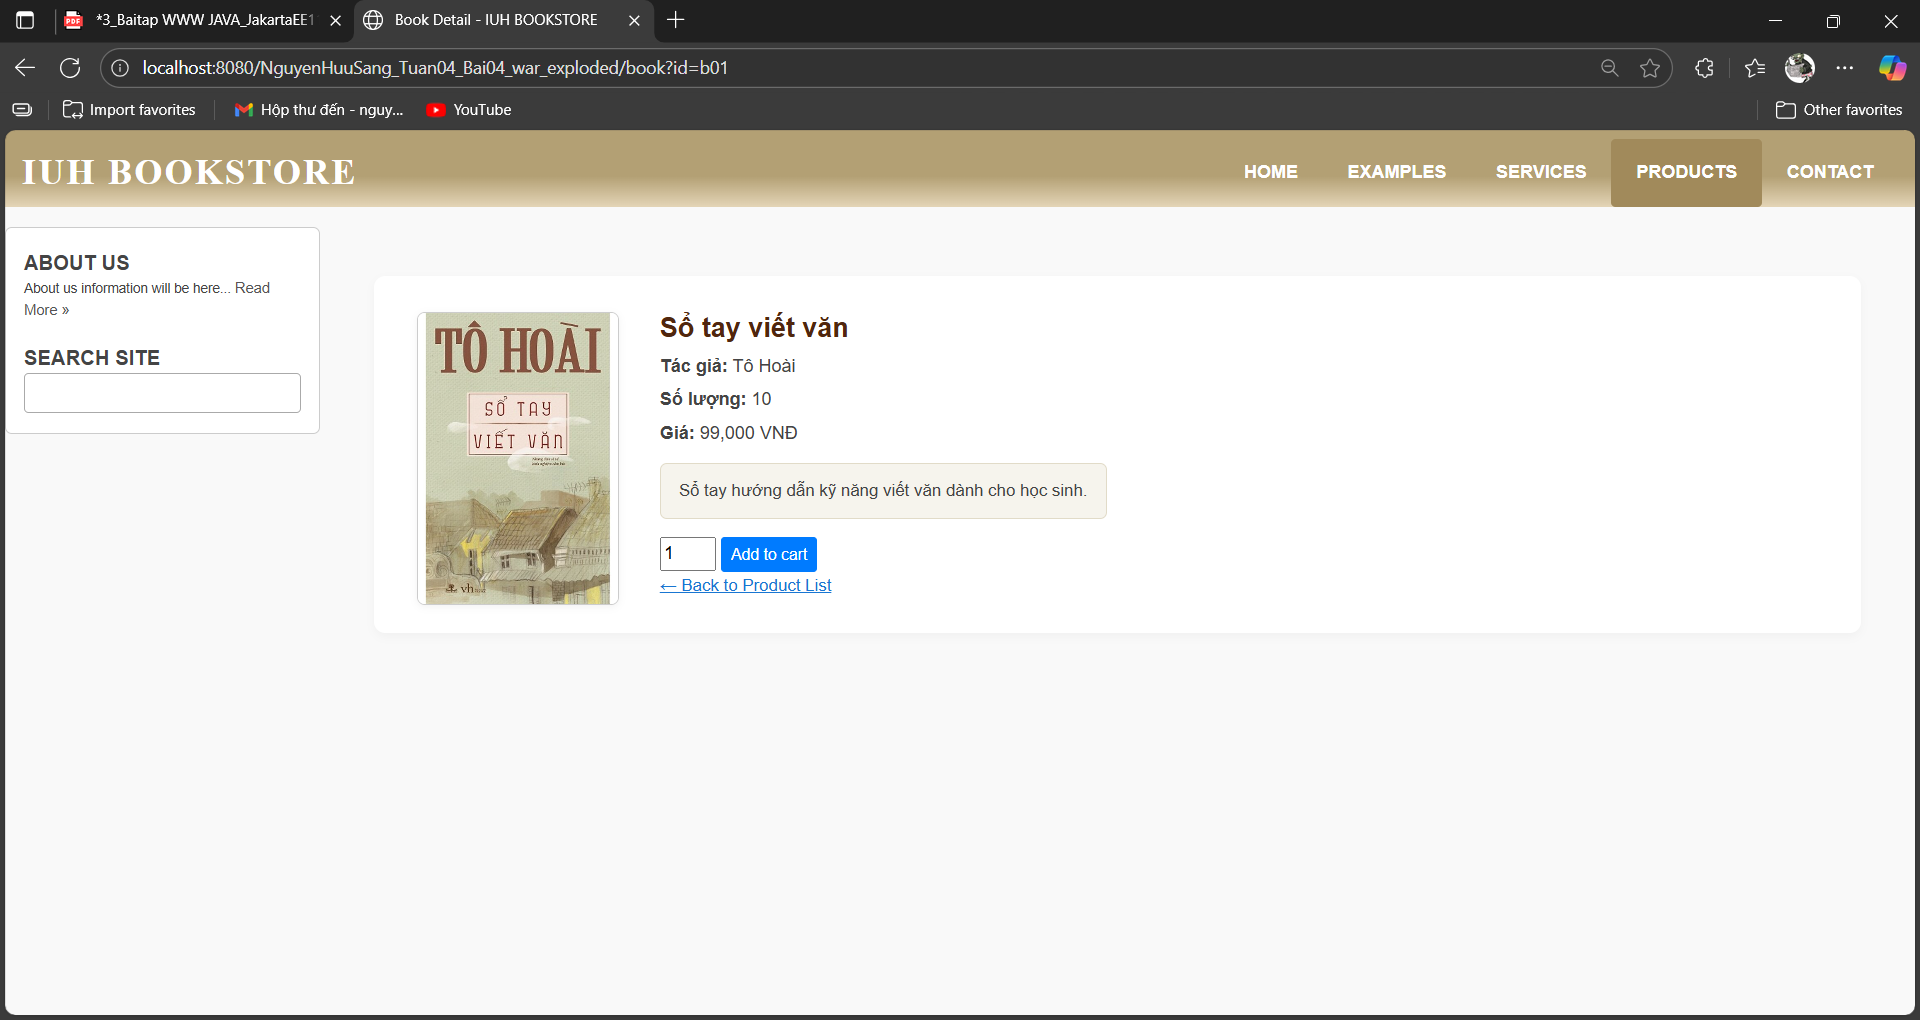 *3_Baitap WWW JAVA_JakartaEE1
Book Detail - IUH BOOKSTORE
localhost:8080/NguyenHuuSang_Tuan04_Bai04_war_exploded/book?id=b01
Import favorites
Hộp thư đến - nguy...
YouTube
Other favorites
IUH BOOKSTORE
HOME
EXAMPLES
SERVICES
PRODUCTS
CONTACT
ABOUT US
About us information will be here... Read
More »
SEARCH SITE
TÔ HOÀI
SỔ TAY
VIẾT VĂN
vh
Sổ tay viết văn
Tác giả: Tô Hoài
Số lượng: 10
Giá: 99,000 VNĐ
Sổ tay hướng dẫn kỹ năng viết văn dành cho học sinh.
1
Add to cart
← Back to Product List